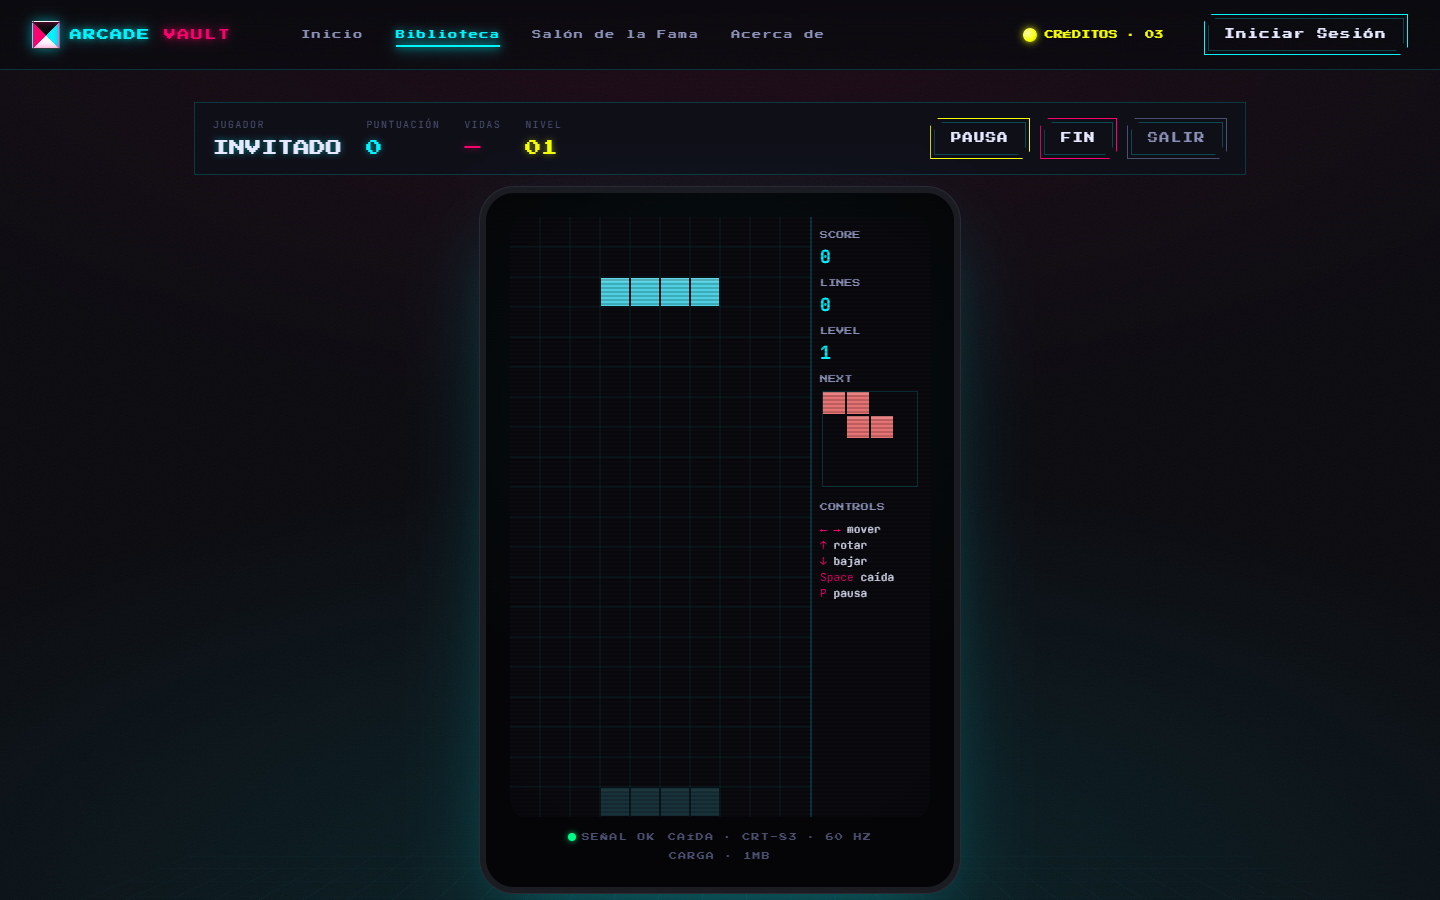 ARCADE VAULT
Inicio
Biblioteca
Salón de la Fama
Acerca de
CRéDITOS · 03
Iniciar Sesión
JUGADOR
INVITADO
PUNTUACIÓN
0
VIDAS
—
NIVEL
01
PAUSA
FIN
SALIR
SCORE
0
LINES
0
LEVEL
1
NEXT
CONTROLS
← → mover
↑ rotar
↓ bajar
Space caída
P pausa
SEñAL OK
CAíDA · CRT-83 · 60 HZ
CARGA · 1MB